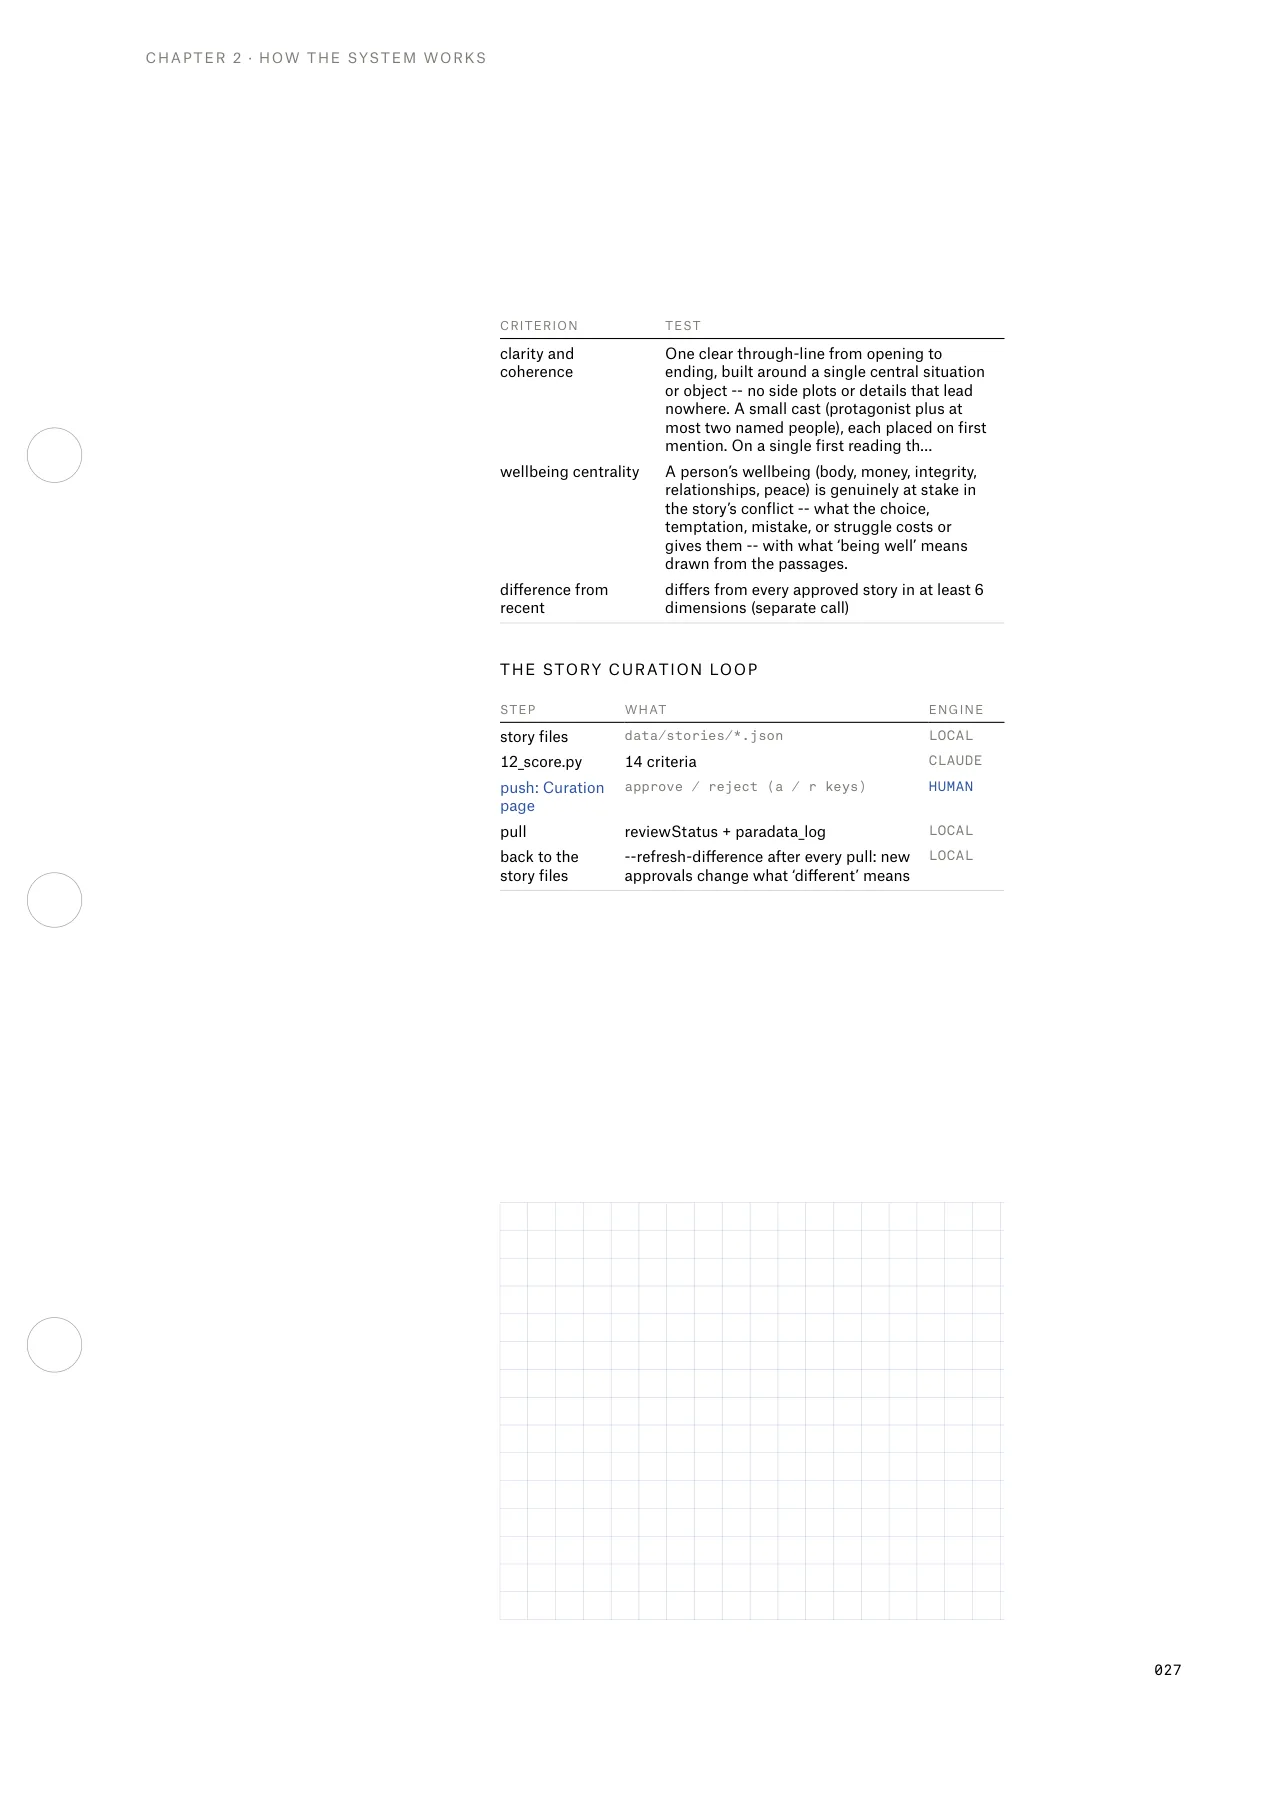 CHAPTER 2 · HOW THE SYSTEM WORKS
CRITERION TEST
clarity and One clear through-line from opening to
coherence ending, built around a single central situation
or object -- no side plots or details that lead
nowhere. A small cast (protagonist plus at
most two named people), each placed on first
mention. On a single first reading th...
wellbeing centrality A person’s wellbeing (body, money, integrity,
relationships, peace) is genuinely at stake in
the story’s conflict -- what the choice,
temptation, mistake, or struggle costs or
gives them -- with what ‘being well’ means
drawn from the passages.
difference from differs from every approved story in at least 6
recent dimensions (separate call)
THE STORY CURATION LOOP
STEP WHAT ENGINE
story files data/stories/*.json LOCAL
12_score.py 14 criteria CLAUDE
push: Curation approve / reject (a / r keys) HUMAN
page
pull reviewStatus + paradata_log LOCAL
back to the --refresh-difference after every pull: new LOCAL
story files approvals change what ‘different’ means
027